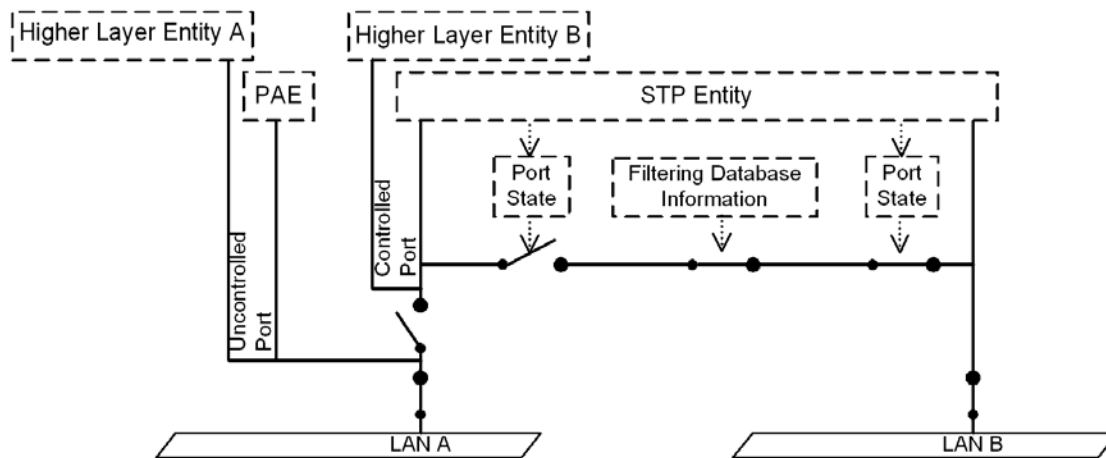 Higher Layer Entity A
Higher Layer Entity B
PAE
STP Entity
Port
State
Filtering Database
Information
Port
State
Uncontrolled
Port
Controlled
Port
LAN A
LAN B